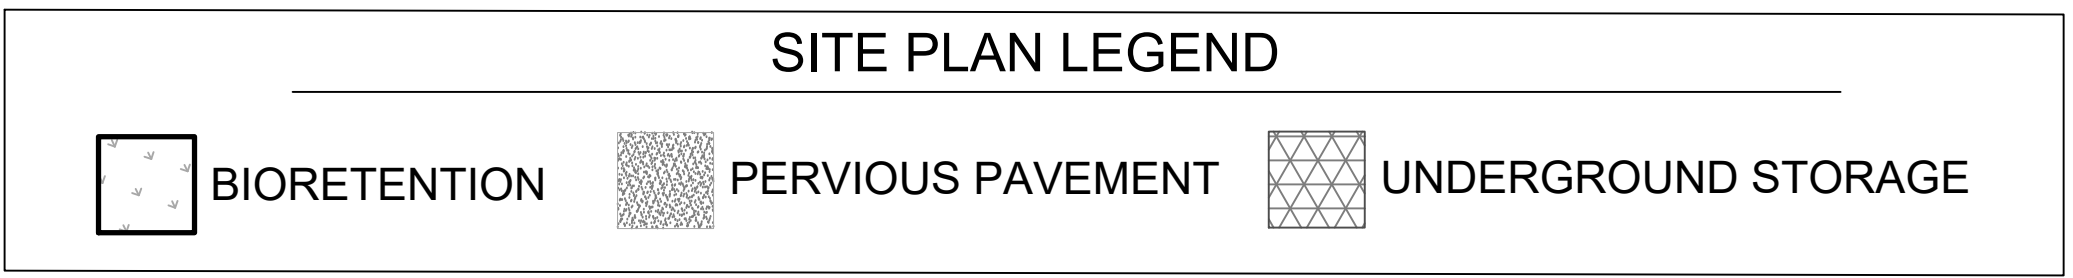 SITE PLAN LEGEND
BIORETENTION
PERVIOUS PAVEMENT
UNDERGROUND STORAGE